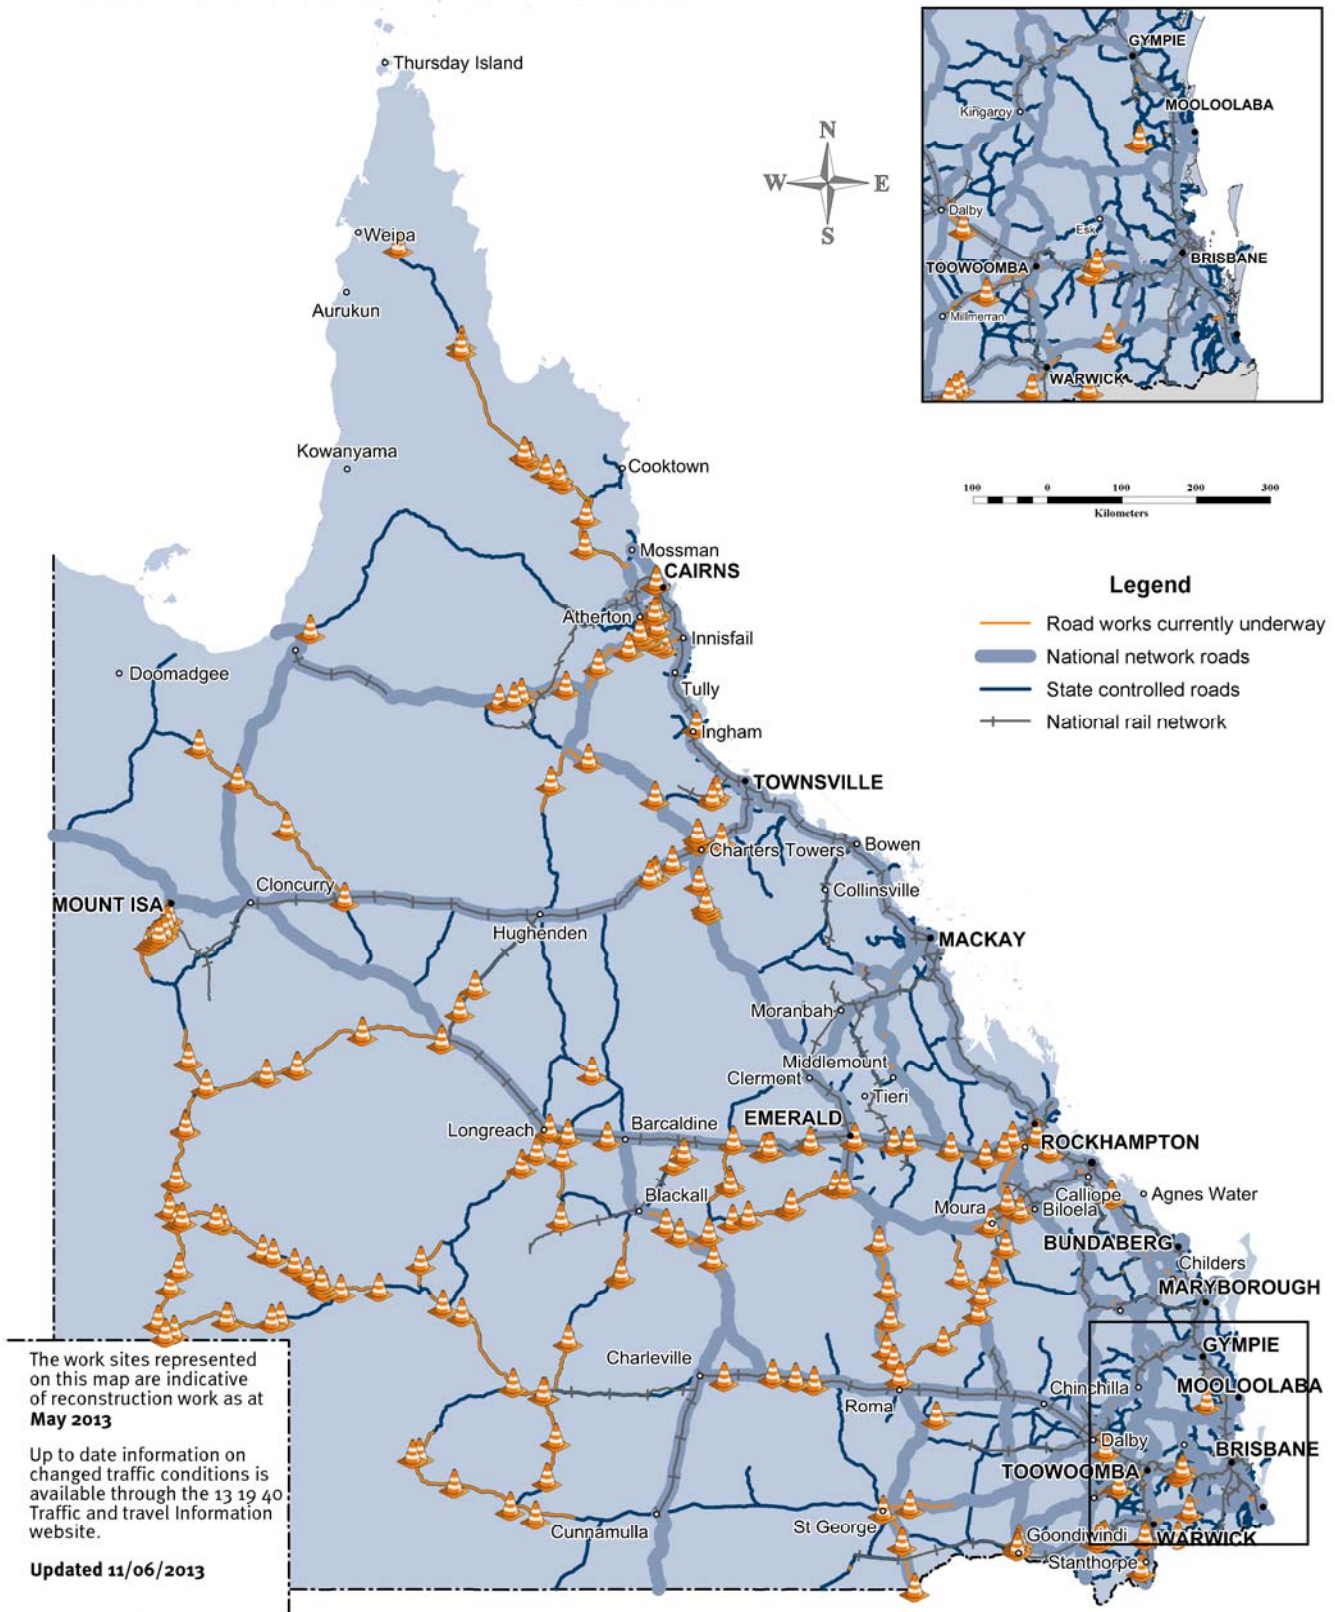 Thursday Island
Weipa
Aurukun
Kowanyama
Cooktown
Mossman
CAIRNS
Atherton
Innisfail
Doomadgee
Tully
Ingham
TOWNSVILLE
Charters Towers
Bowen
Collinsville
MOUNT ISA
Cloncurry
Hughenden
MACKAY
Moranbah
Middlemount
Clermont
Tieri
Longreach
Barcaldine
EMERALD
ROCKHAMPTON
Blackall
Moura
Calliope
Biloela
Agnes Water
BUNDABERG
Childers
MARYBOROUGH
GYMPIE
MOOLOOLABA
Charleville
Roma
Chinchilla
Dalby
BRISBANE
TOOWOOMBA
Cunnamulla
St George
Goondiwindi
WARWICK
Stanthorpe
N
W E
S
GYMPIE
MOOLOOLABA
Kingaroy
Dalby
Esk
TOOWOOMBA
BRISBANE
Millmerran
WARWICK
100 0 100 200 300
Kilometers
Legend
Road works currently underway
National network roads
State controlled roads
National rail network
The work sites represented
on this map are indicative
of reconstruction work as at
May 2013
Up to date information on
changed traffic conditions is
available through the 13 19 40
Traffic and travel Information
website.
Updated 11/06/2013